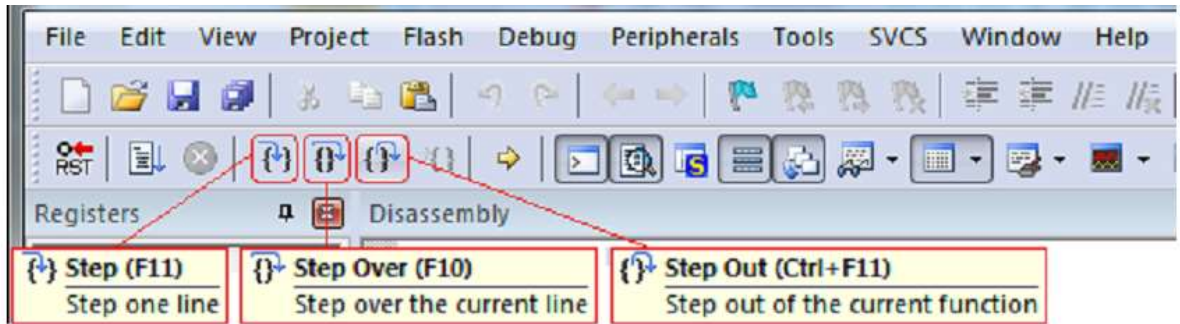 File Edit View Project Flash Debug Peripherals Tools SVCS Window Help
RST
Registers Disassembly
{} Step (F11) {} Step Over (F10) {} Step Out (Ctrl+F11)
Step one line Step over the current line Step out of the current function